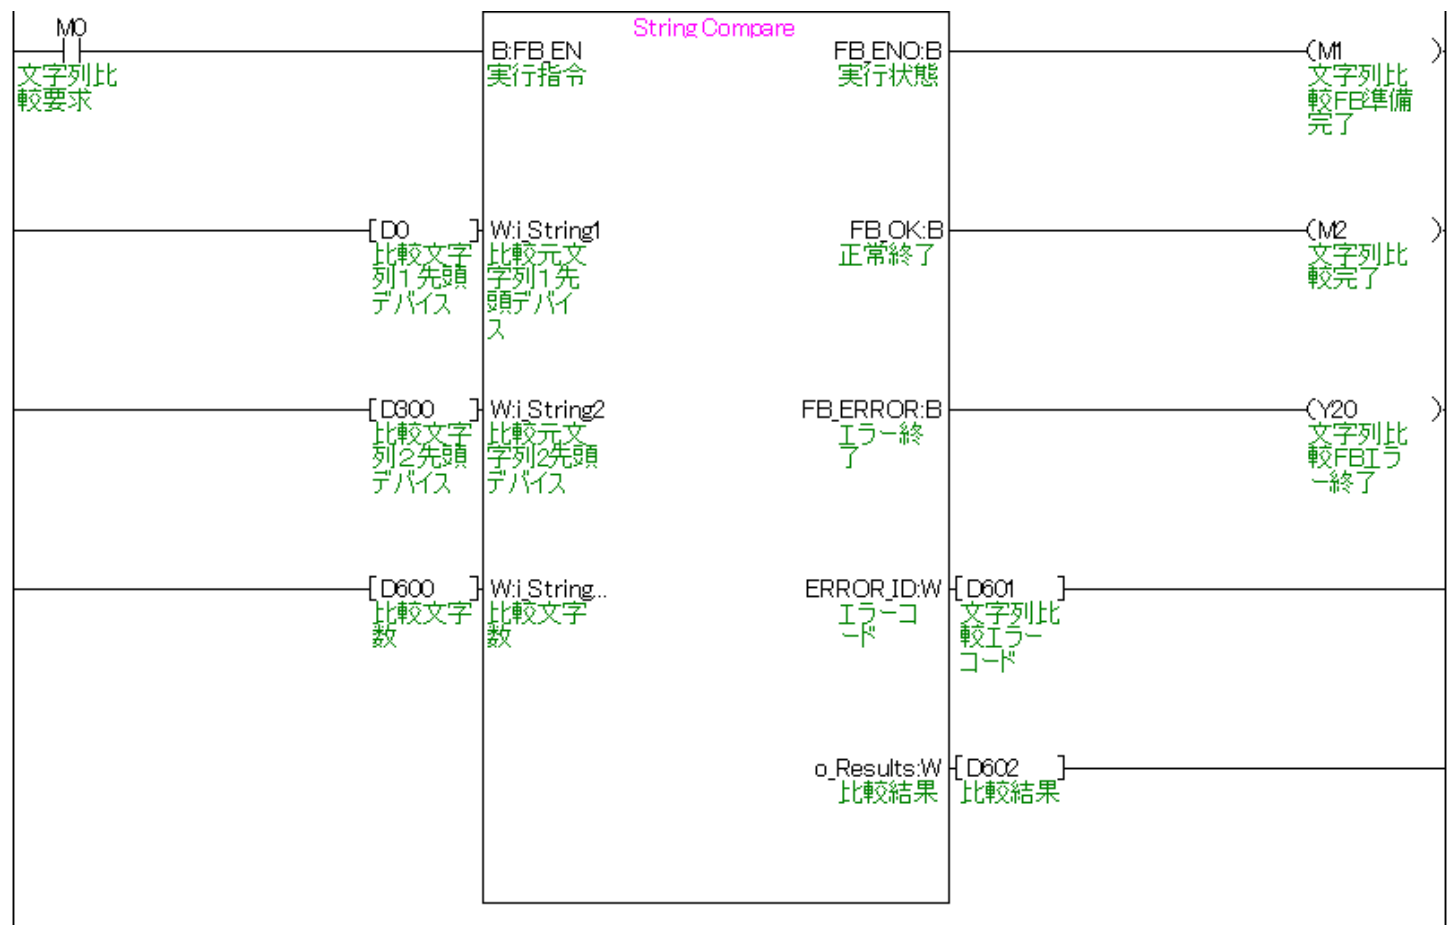 String Compare
M0
文字列比
較要求
B:FB_EN
実行指令
FB_ENO:B
実行状態
(M1 )
文字列比
較FB準備
完了
[D0 ]
比較文字
列1先頭
デバイス
W:i_String1
比較元文
字列1先
頭デバイ
ス
FB_OK:B
正常終了
(M2 )
文字列比
較完了
[D300 ]
比較文字
列2先頭
デバイス
W:i_String2
比較元文
字列2先頭
デバイス
FB_ERROR:B
エラー終
了
(Y20 )
文字列比
較FBエラ
ー終了
[D600 ]
比較文字
数
W:i_String...
比較文字
数
ERROR_ID:W
エラーコ
ード
[D601 ]
文字列比
較エラー
コード
o_Results:W
比較結果
[D602 ]
比較結果